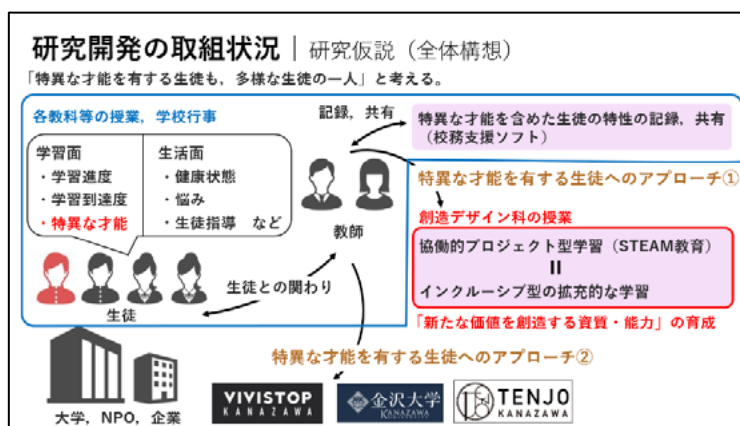 研究開発の取組状況｜研究仮説（全体構想）
「特異な才能を有する生徒も，多様な生徒の一人」と考える。
各教科等の授業，学校行事
学習面
・学習進度
・学習到達度
・特異な才能
生活面
・健康状態
・悩み
・生徒指導　など
生徒
記録，共有
教師
生徒との関わり
特異な才能を含めた生徒の特性の記録，共有
（校務支援ソフト）
特異な才能を有する生徒へのアプローチ①
創造デザイン科の授業
協働的プロジェクト型学習（STEAM教育）
＝
インクルーシブ型の拡充的な学習
「新たな価値を創造する資質・能力」の育成
特異な才能を有する生徒へのアプローチ②
大学，NPO，企業
VIVISTOP
KANAZAWA
金沢大学
KANAZAWA
TENJO
KANAZAWA